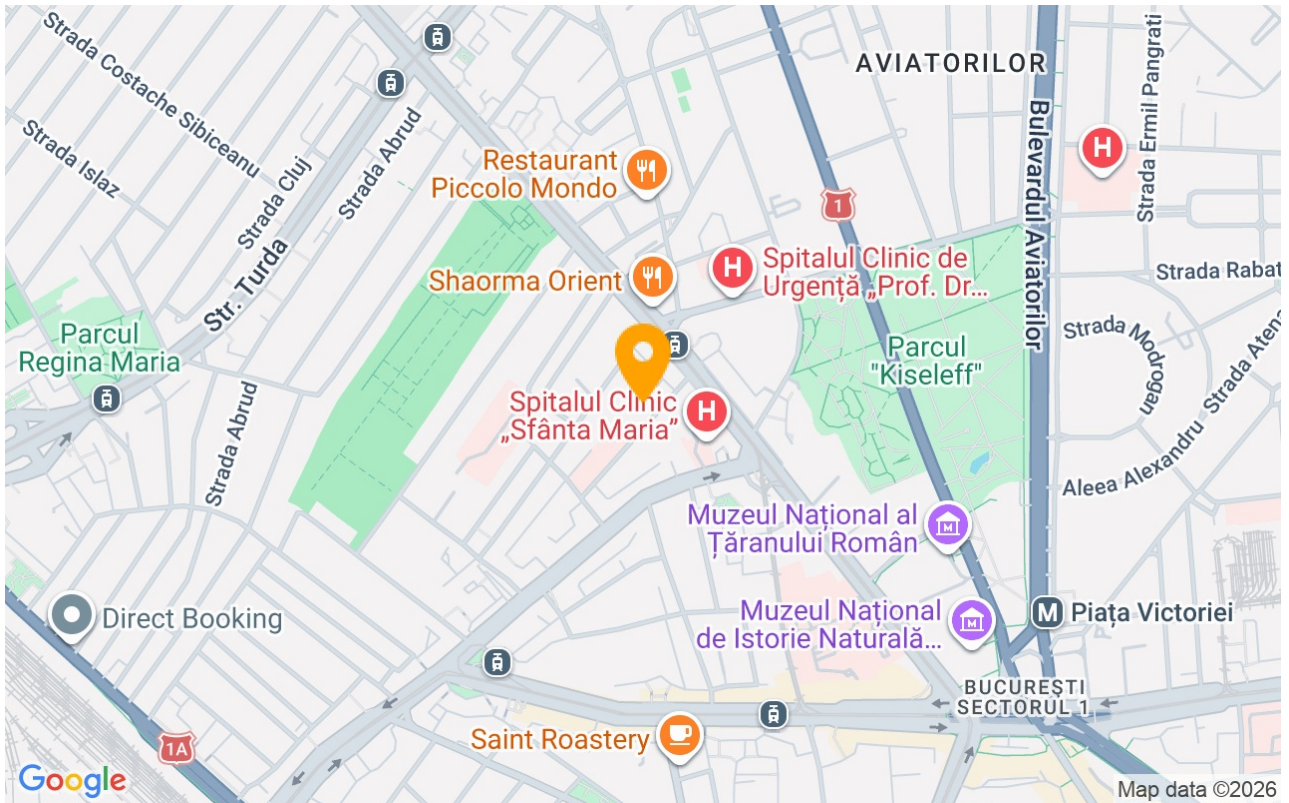 AVIATORILOR
Strada Costache Sibiceanu
Strada Ermil Pangrati
Strada Islaz
Strada Cluj
Strada Abrud
Bulevardul Aviatorilor
Restaurant
Piccolo Mondo
1
H
Shaorma Orient
H
Spitalul Clinic de
Urgență „Prof. Dr...
Strada Rabat
Str. Turda
Parcul
Regina Maria
Parcul
"Kiseleff"
Strada Modrogan
Strada Atena
Strada Abrud
Spitalul Clinic
„Sfânta Maria”
H
Aleea Alexandru
Muzeul Național al
Țăranului Român
M
Direct Booking
Muzeul Național
de Istorie Naturală...
M
M
Piața Victoriei
BUCUREȘTI
SECTORUL 1
1A
Saint Roastery
Google
Map data ©2026